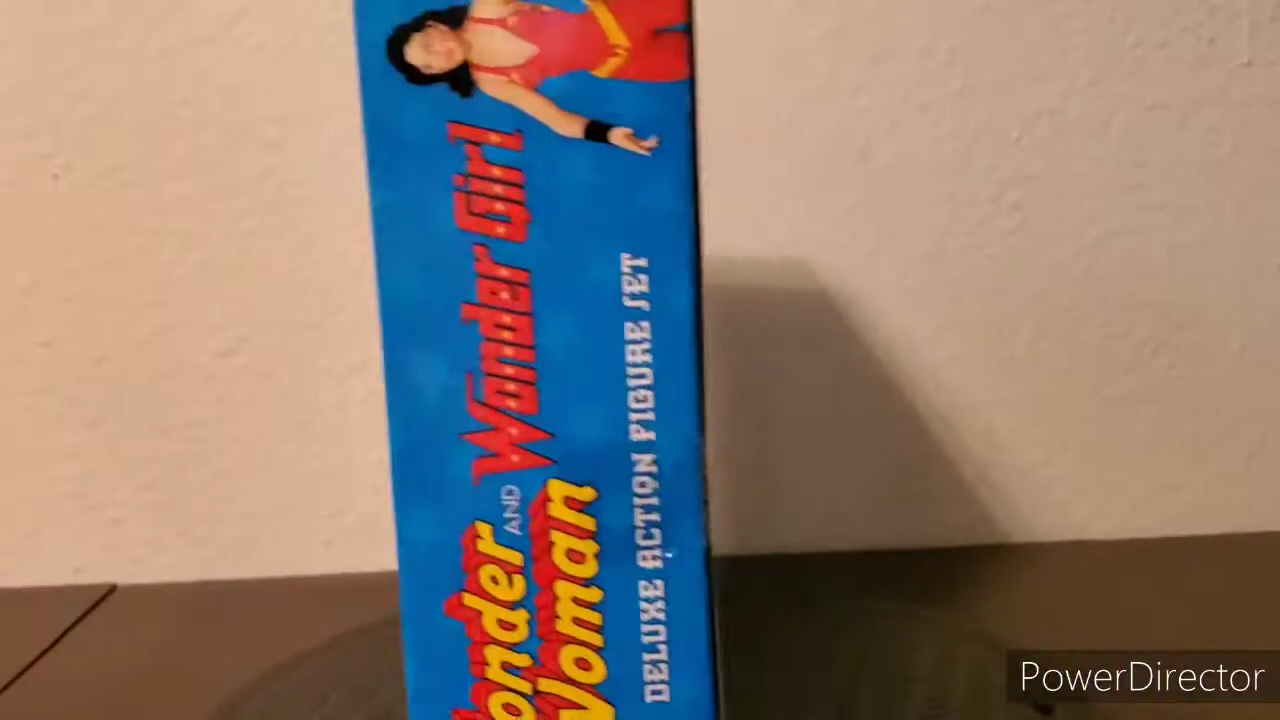 onder
Woman
AND
Wonder Girl
DELUXE ACTION FIGURE SET
PowerDirector